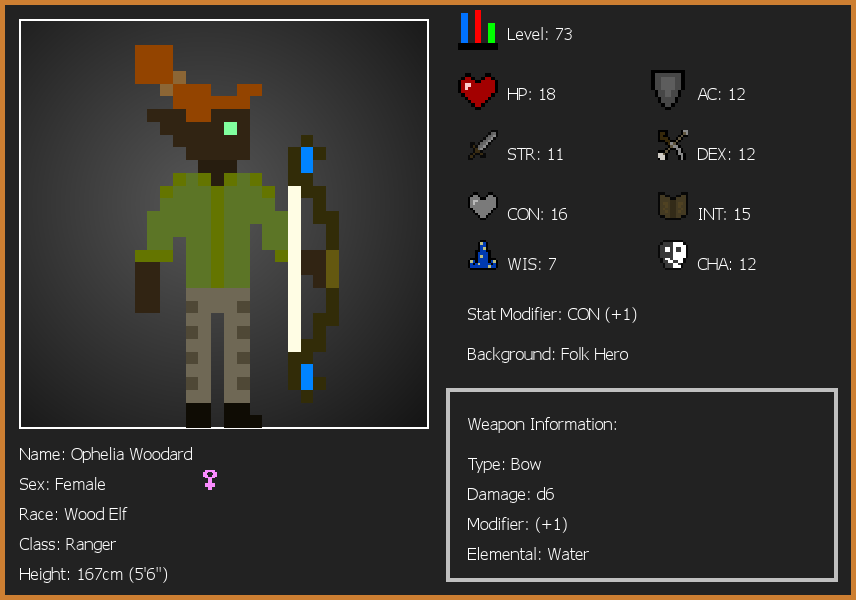 Level: 73
HP: 18
AC: 12
STR: 11
DEX: 12
CON: 16
INT: 15
WIS: 7
CHA: 12
Stat Modifier: CON (+1)
Background: Folk Hero
Weapon Information:
Type: Bow
Damage: d6
Modifier: (+1)
Elemental: Water
Name: Ophelia Woodard
Sex: Female
Race: Wood Elf
Class: Ranger
Height: 167cm (5'6")